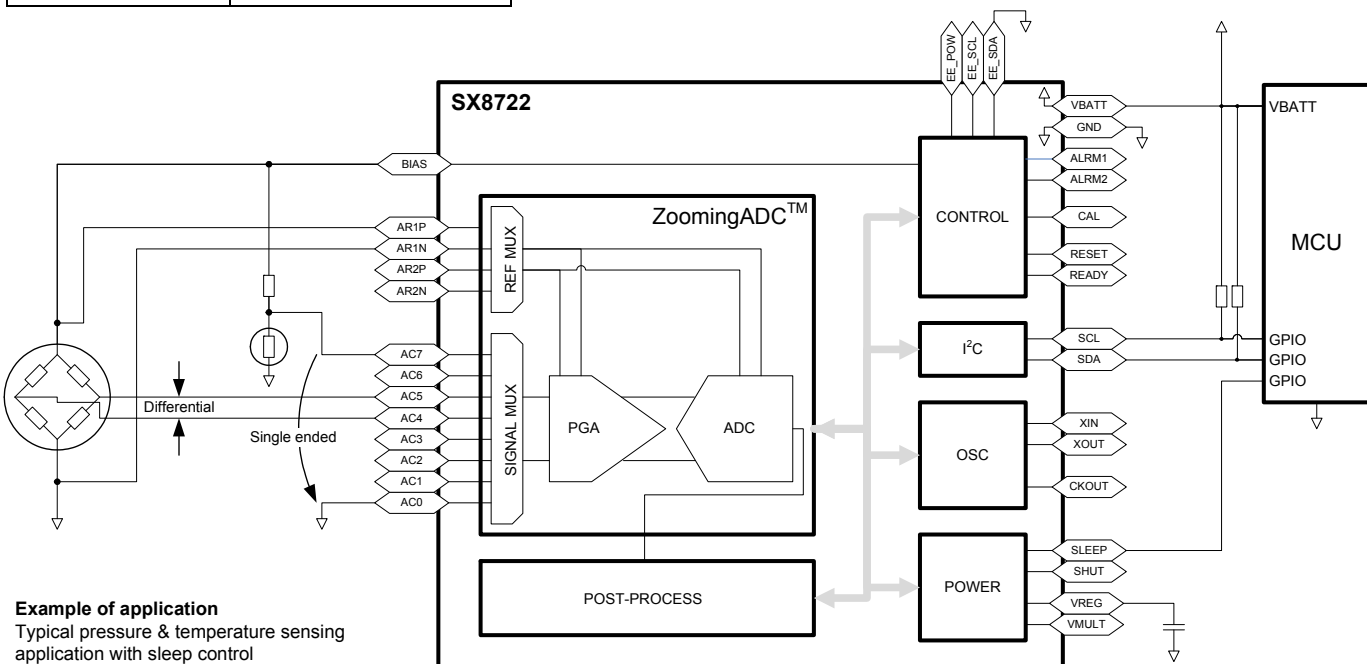 EE_POW
EE_SCL
EE_SDA
SX8722
VBATT
GND
VBATT
BIAS
ALRM1
ALRM2
ZoomingADC™
CONTROL
CAL
MCU
AR1P
AR1N
AR2P
AR2N
REF MUX
RESET
READY
I²C
SCL
SDA
GPIO
GPIO
GPIO
AC7
AC6
AC5
AC4
AC3
AC2
AC1
AC0
Differential
Single ended
SIGNAL MUX
PGA
ADC
OSC
XIN
XOUT
CKOUT
POWER
SLEEP
SHUT
VREG
VMULT
POST-PROCESS
Example of application
Typical pressure & temperature sensing
application with sleep control